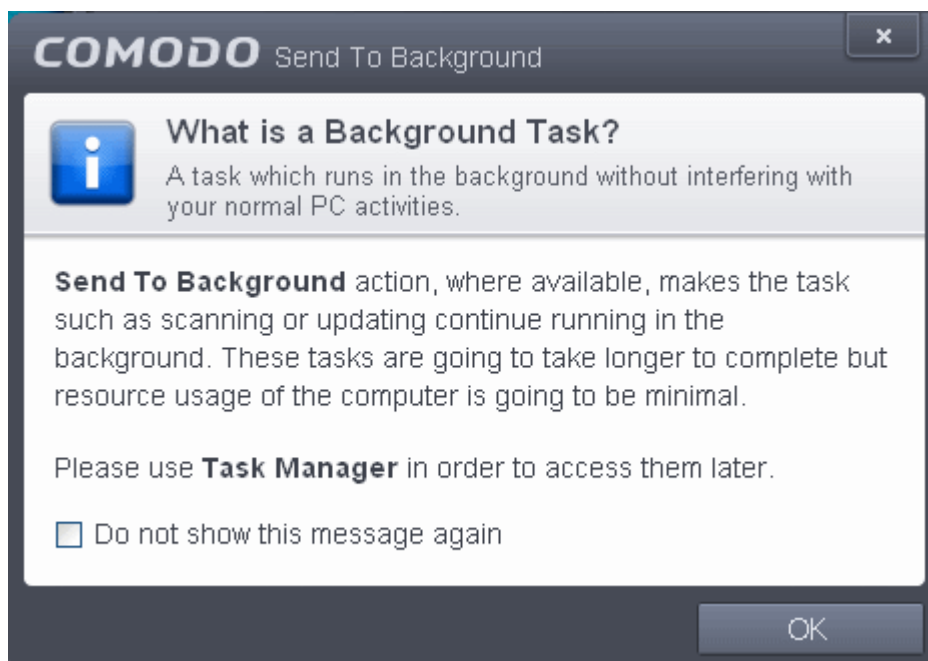 COMODO Send To Background
What is a Background Task?
A task which runs in the background without interfering with
your normal PC activities.
Send To Background action, where available, makes the task
such as scanning or updating continue running in the
background. These tasks are going to take longer to complete but
resource usage of the computer is going to be minimal.
Please use Task Manager in order to access them later.
Do not show this message again
OK